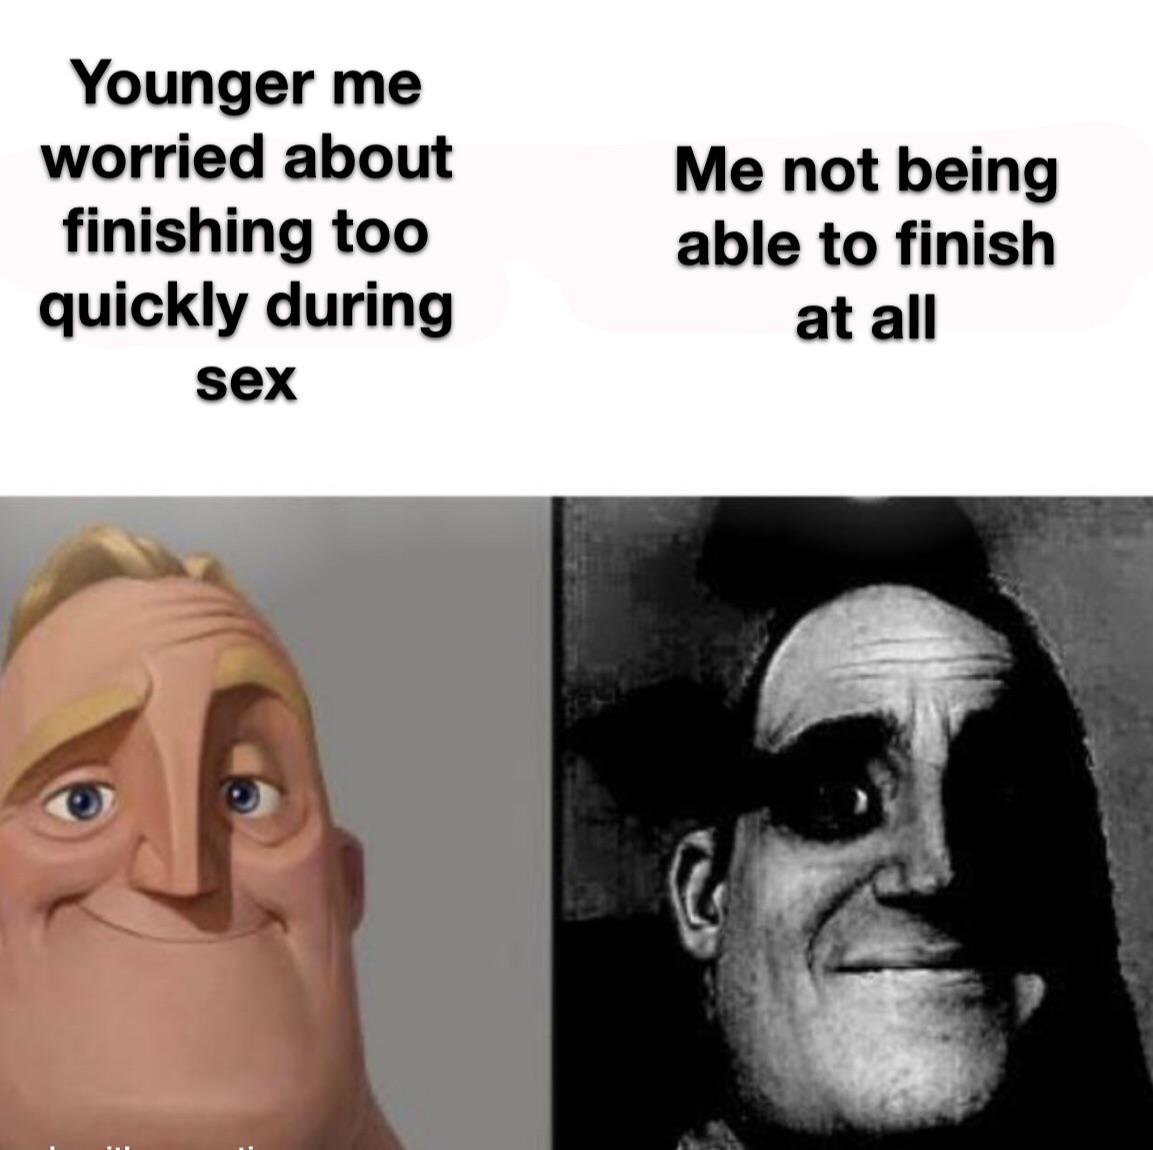 Younger me
worried about
finishing too
quickly during
sex
Me not being
able to finish
at all